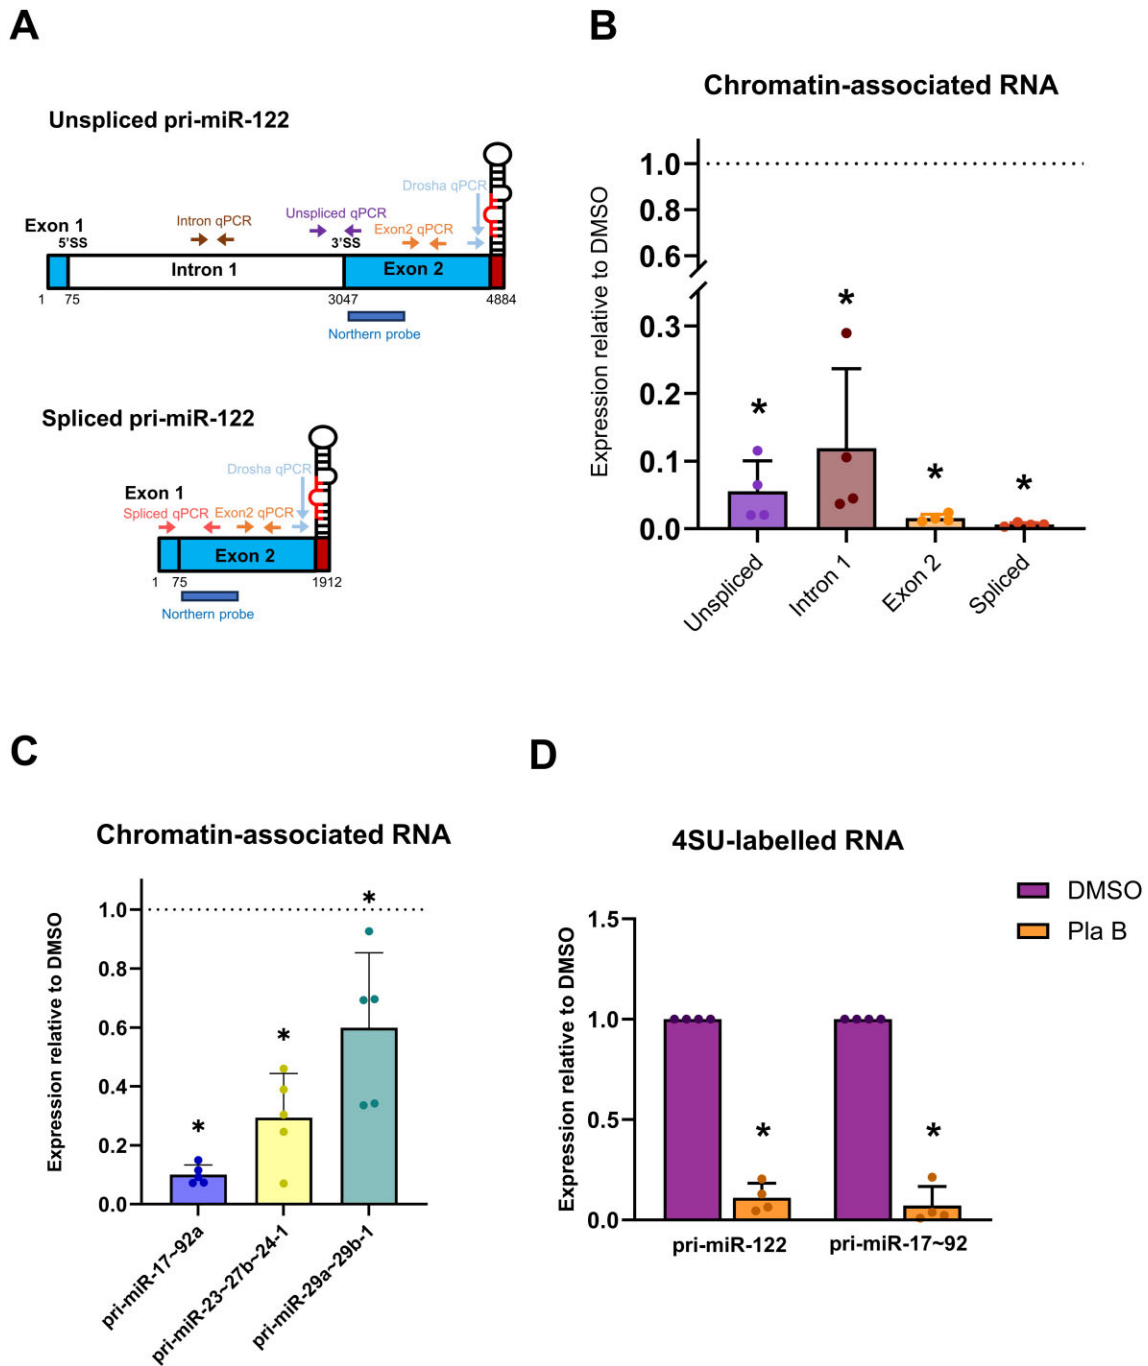 A
Unspliced pri-miR-122
Drosha qPCR
Intron qPCR
Unspliced qPCR
Exon2 qPCR
Exon 1
5'SS
3'SS
Intron 1
Exon 2
1
75
3047
4884
Northern probe
Spliced pri-miR-122
Drosha qPCR
Exon 1
Spliced qPCR
Exon2 qPCR
Exon 2
1
75
1912
Northern probe
B
Chromatin-associated RNA
Expression relative to DMSO
1.0
0.8
0.6
0.3
0.2
0.1
0.0
*
*
*
*
Unspliced
Intron 1
Exon 2
Spliced
C
Chromatin-associated RNA
Expression relative to DMSO
1.0
0.8
0.6
0.4
0.2
0.0
*
*
*
pri-miR-17~92a
pri-miR-23~27b~24-1
pri-miR-29a~29b-1
D
4SU-labelled RNA
DMSO
Pla B
Expression relative to DMSO
1.5
1.0
0.5
0.0
*
*
pri-miR-122
pri-miR-17~92